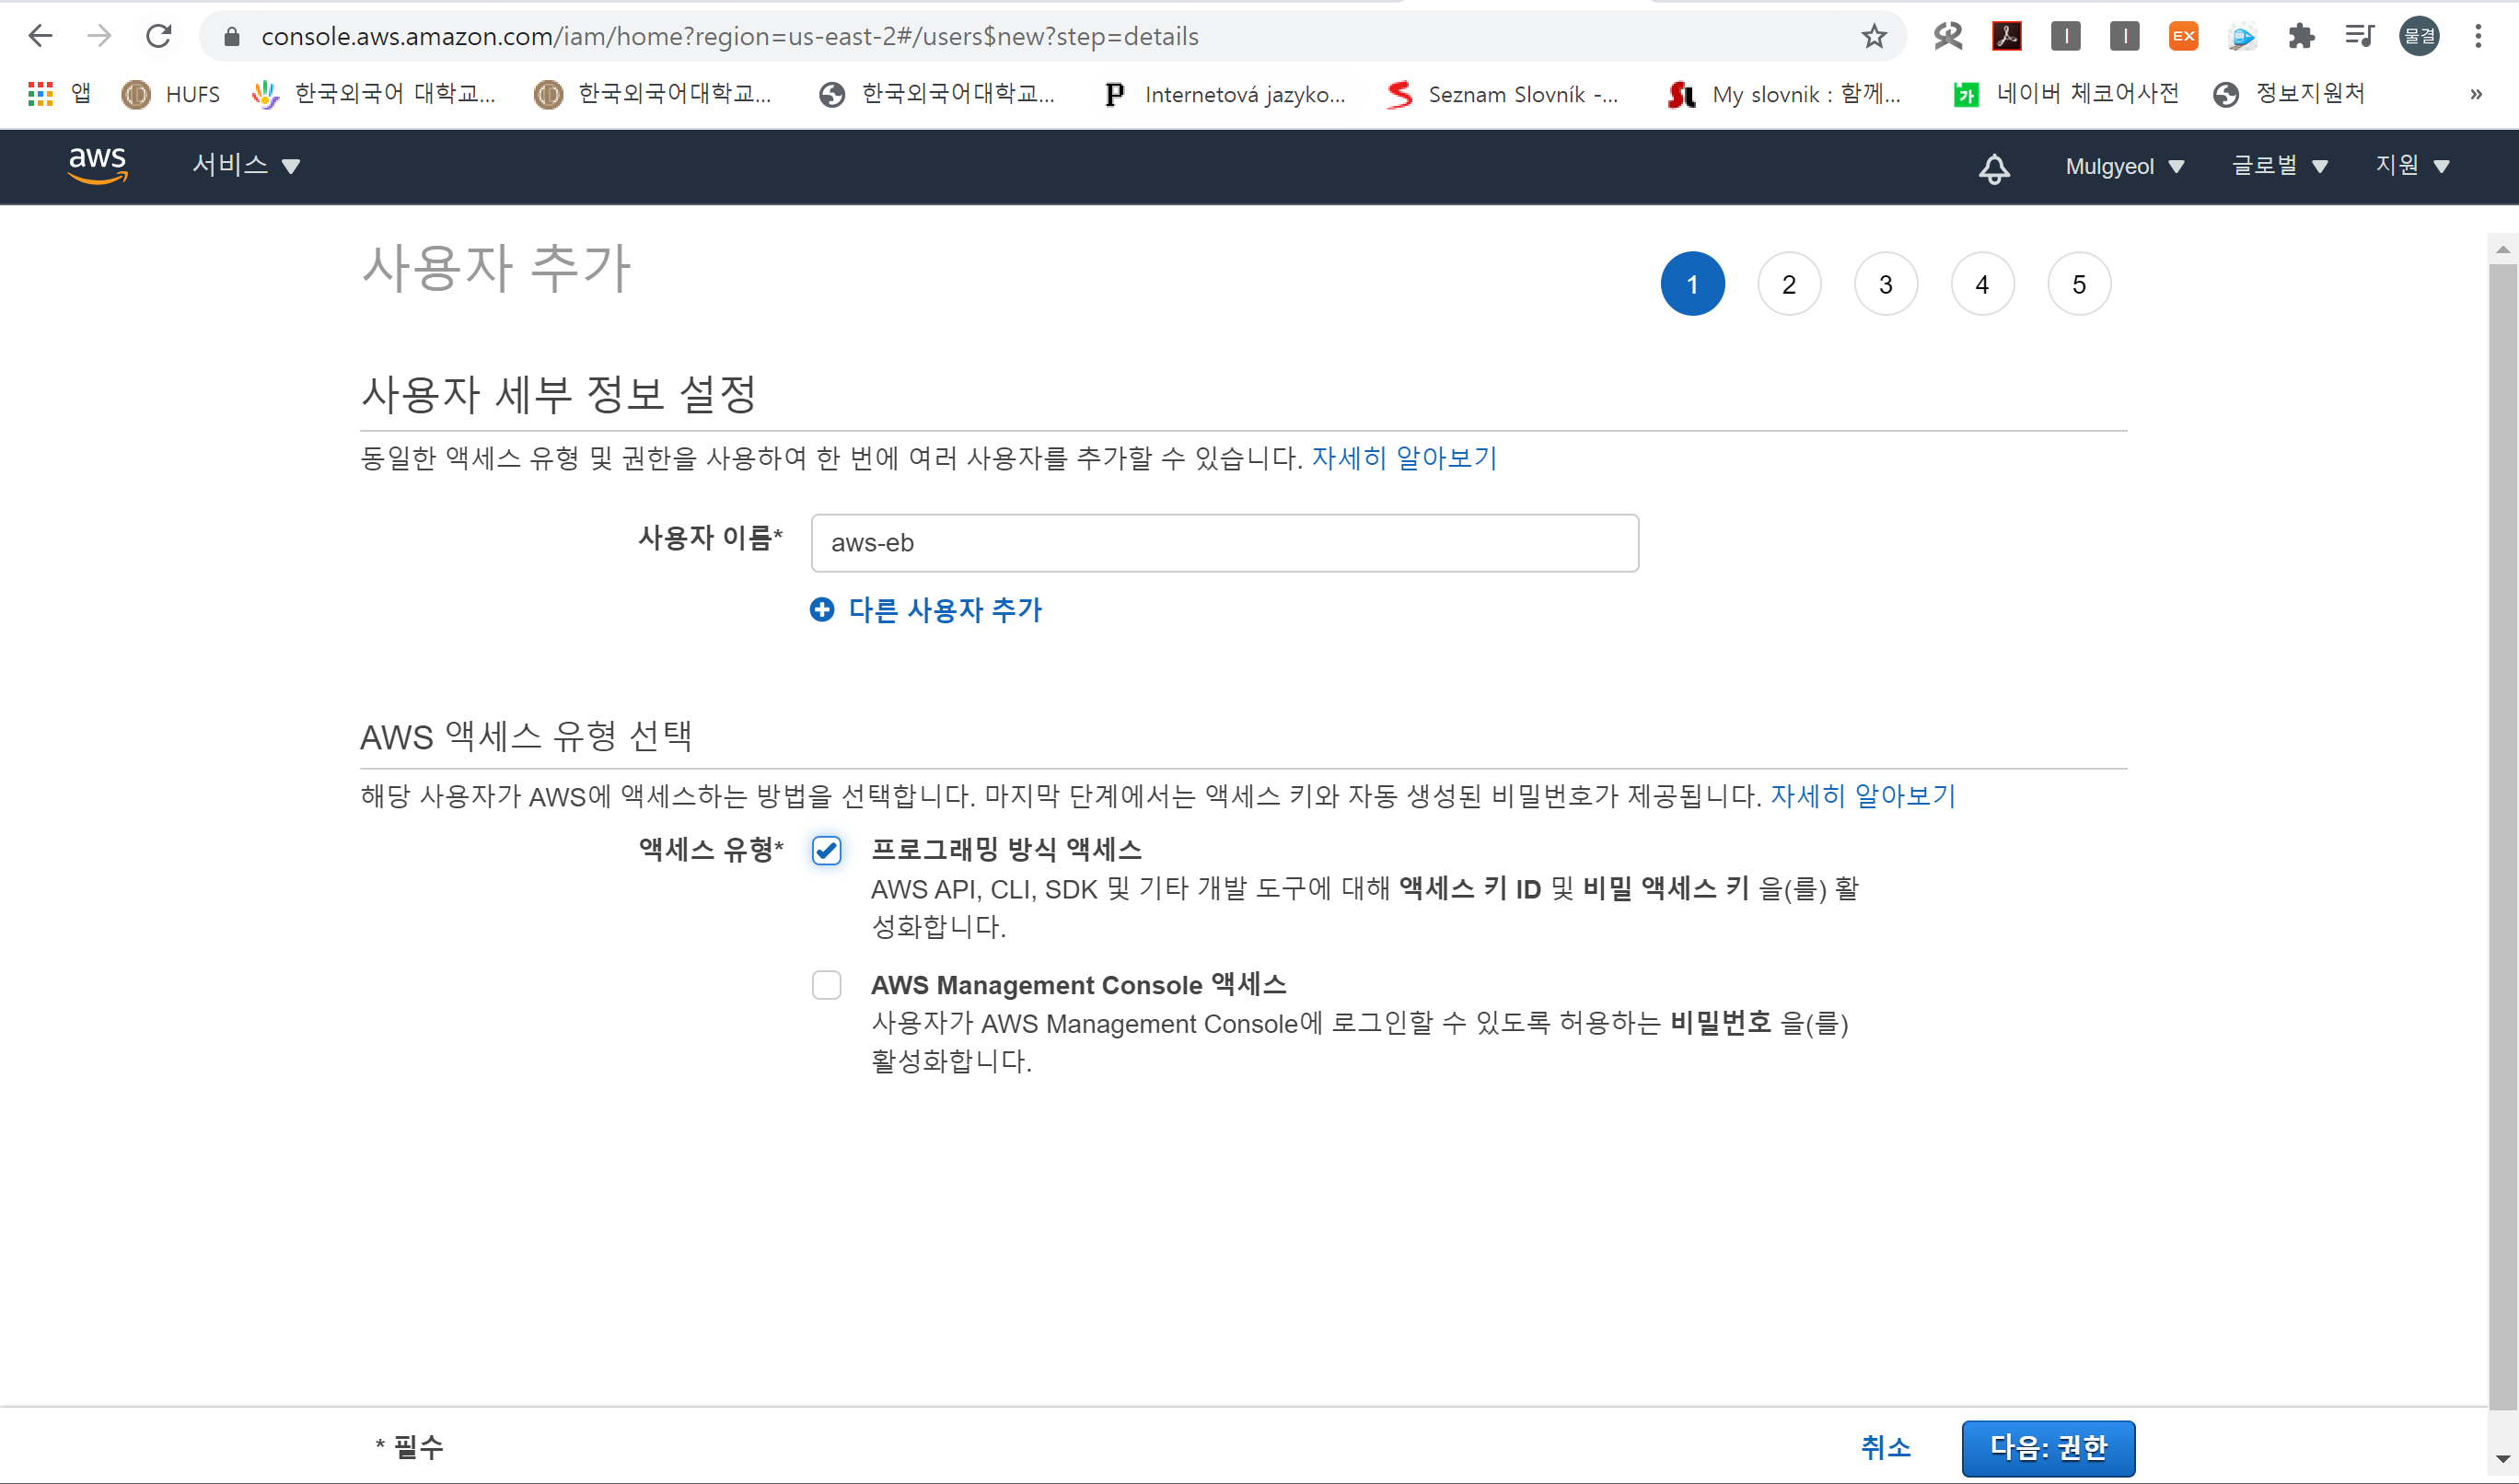 console.aws.amazon.com/iam/home?region=us-east-2#/users$new?step=details
EX
물결
앱
HUFS
한국외국어 대학교...
한국외국어대학교...
한국외국어대학교...
P
Internetová jazyko...
Seznam Slovník -...
SL
My slovnik : 함께...
가
네이버 체코어사전
정보지원처
»
aws
서비스
Mulgyeol
글로벌
지원
사용자 추가
1
2
3
4
5
사용자 세부 정보 설정
동일한 액세스 유형 및 권한을 사용하여 한 번에 여러 사용자를 추가할 수 있습니다. 자세히 알아보기
사용자 이름*
aws-eb
다른 사용자 추가
AWS 액세스 유형 선택
해당 사용자가 AWS에 액세스하는 방법을 선택합니다. 마지막 단계에서는 액세스 키와 자동 생성된 비밀번호가 제공됩니다. 자세히 알아보기
액세스 유형*
프로그래밍 방식 액세스
AWS API, CLI, SDK 및 기타 개발 도구에 대해 액세스 키 ID 및 비밀 액세스 키 을(를) 활
성화합니다.
AWS Management Console 액세스
사용자가 AWS Management Console에 로그인할 수 있도록 허용하는 비밀번호 을(를)
활성화합니다.
* 필수
취소
다음: 권한